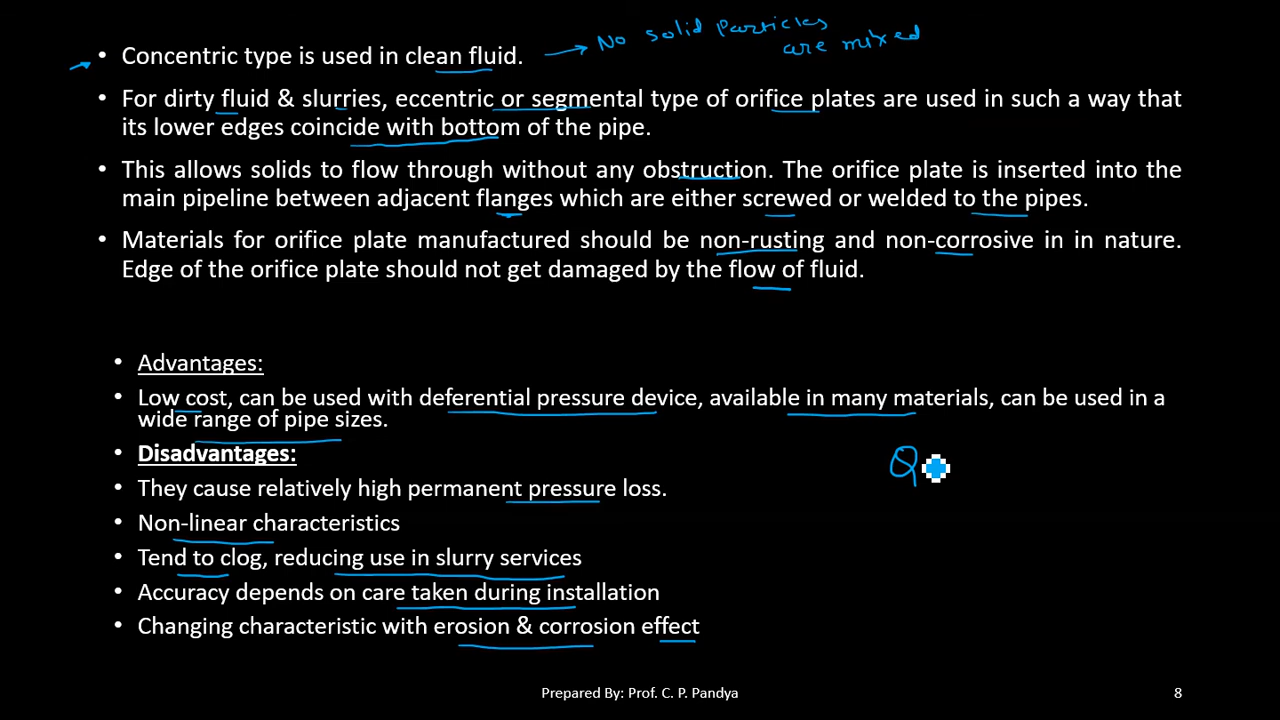 → No solid particles
are mixed
• Concentric type is used in clean fluid.
• For dirty fluid & slurries, eccentric or segmental type of orifice plates are used in such a way that
its lower edges coincide with bottom of the pipe.
• This allows solids to flow through without any obstruction. The orifice plate is inserted into the
main pipeline between adjacent flanges which are either screwed or welded to the pipes.
• Materials for orifice plate manufactured should be non-rusting and non-corrosive in in nature.
Edge of the orifice plate should not get damaged by the flow of fluid.
• Advantages:
• Low cost, can be used with deferential pressure device, available in many materials, can be used in a
wide range of pipe sizes.
• Disadvantages:
Q
• They cause relatively high permanent pressure loss.
• Non-linear characteristics
• Tend to clog, reducing use in slurry services
• Accuracy depends on care taken during installation
• Changing characteristic with erosion & corrosion effect
Prepared By: Prof. C. P. Pandya
8